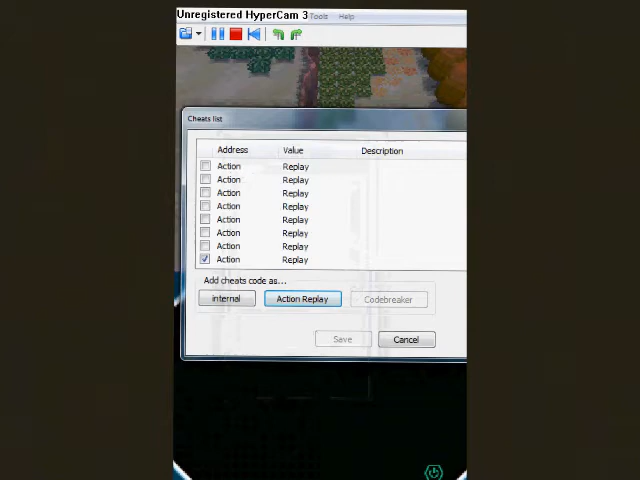 Unregistered HyperCam 3
Tools Help
Cheats list
Address Value Description
Action Replay
Action Replay
Action Replay
Action Replay
Action Replay
Action Replay
Action Replay
Action Replay
Add cheats code as...
internal Action Replay Codebreaker
Save Cancel